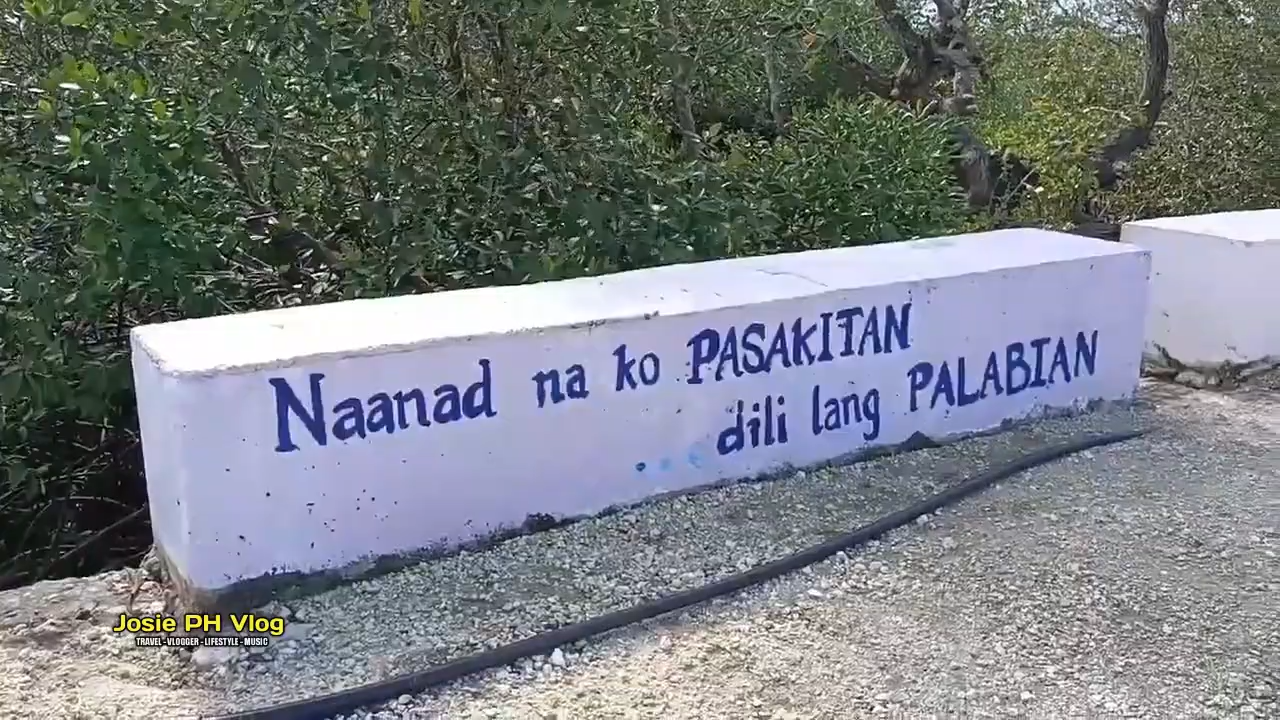 Naanad na ko PASAKITAN
dili lang PALABIAN
Josie PH Vlog
TRAVEL - VLOGGER - LIFESTYLE - MUSIC